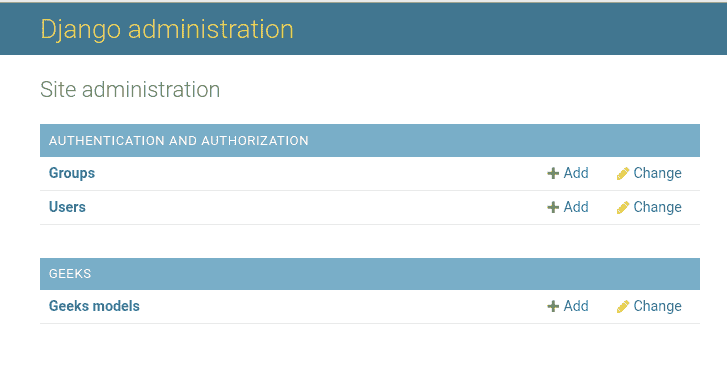 Django administration
Site administration
AUTHENTICATION AND AUTHORIZATION
Groups Add Change
Users Add Change
GEEKS
Geeks models Add Change